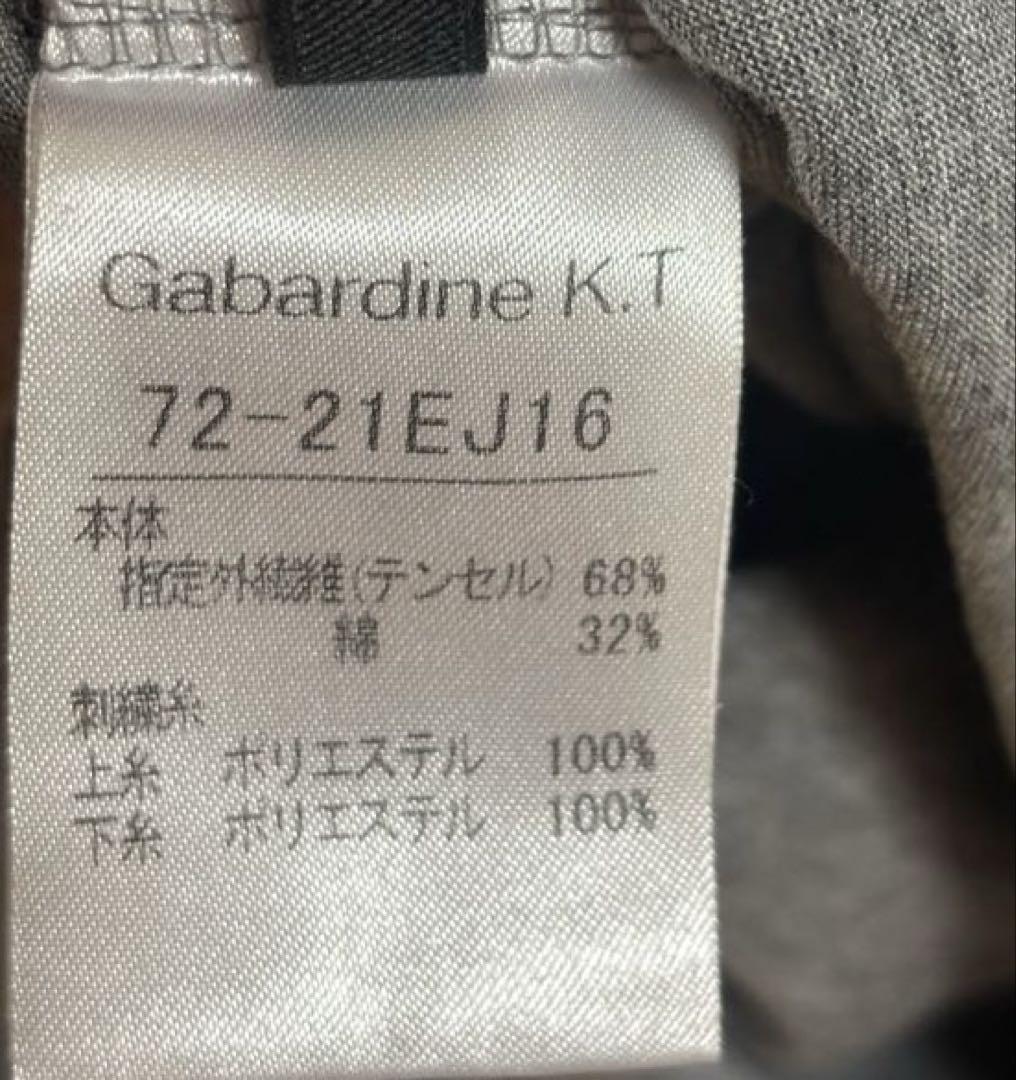 Gabardine K.T
72-21EJ16
本体
指定外繊維(テンセル) 68%
綿 32%
刺繍糸
上糸 ポリエステル 100%
下糸 ポリエステル 100%